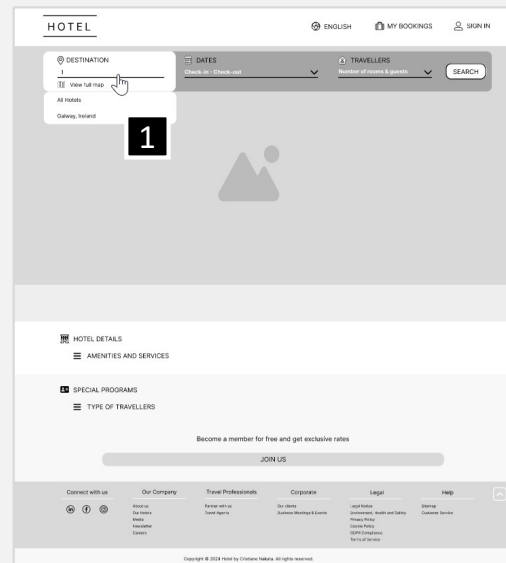 HOTEL
ENGLISH
MY BOOKINGS
SIGN IN
DESTINATION
DATES
Check-in - Check-out
TRAVELLERS
Number of rooms & guests
SEARCH
View full map
All Hotels
Galway, Ireland
1
HOTEL DETAILS
AMENITIES AND SERVICES
SPECIAL PROGRAMS
TYPE OF TRAVELLERS
Become a member for free and get exclusive rates
JOIN US
Connect with us
Our Company
About us
Our Hotels
Media
Newsletter
Careers
Travel Professionals
Partner with us
Travel Agents
Corporate
Our clients
Business Meetings & Events
Legal
Legal Notice
Environment, Health and Safety
Privacy Policy
Cookie Policy
GDPR Compliance
Terms of Service
Help
Sitemap
Customer Service
Copyright © 2024 Hotel by Cristiane Nakata. All rights reserved.